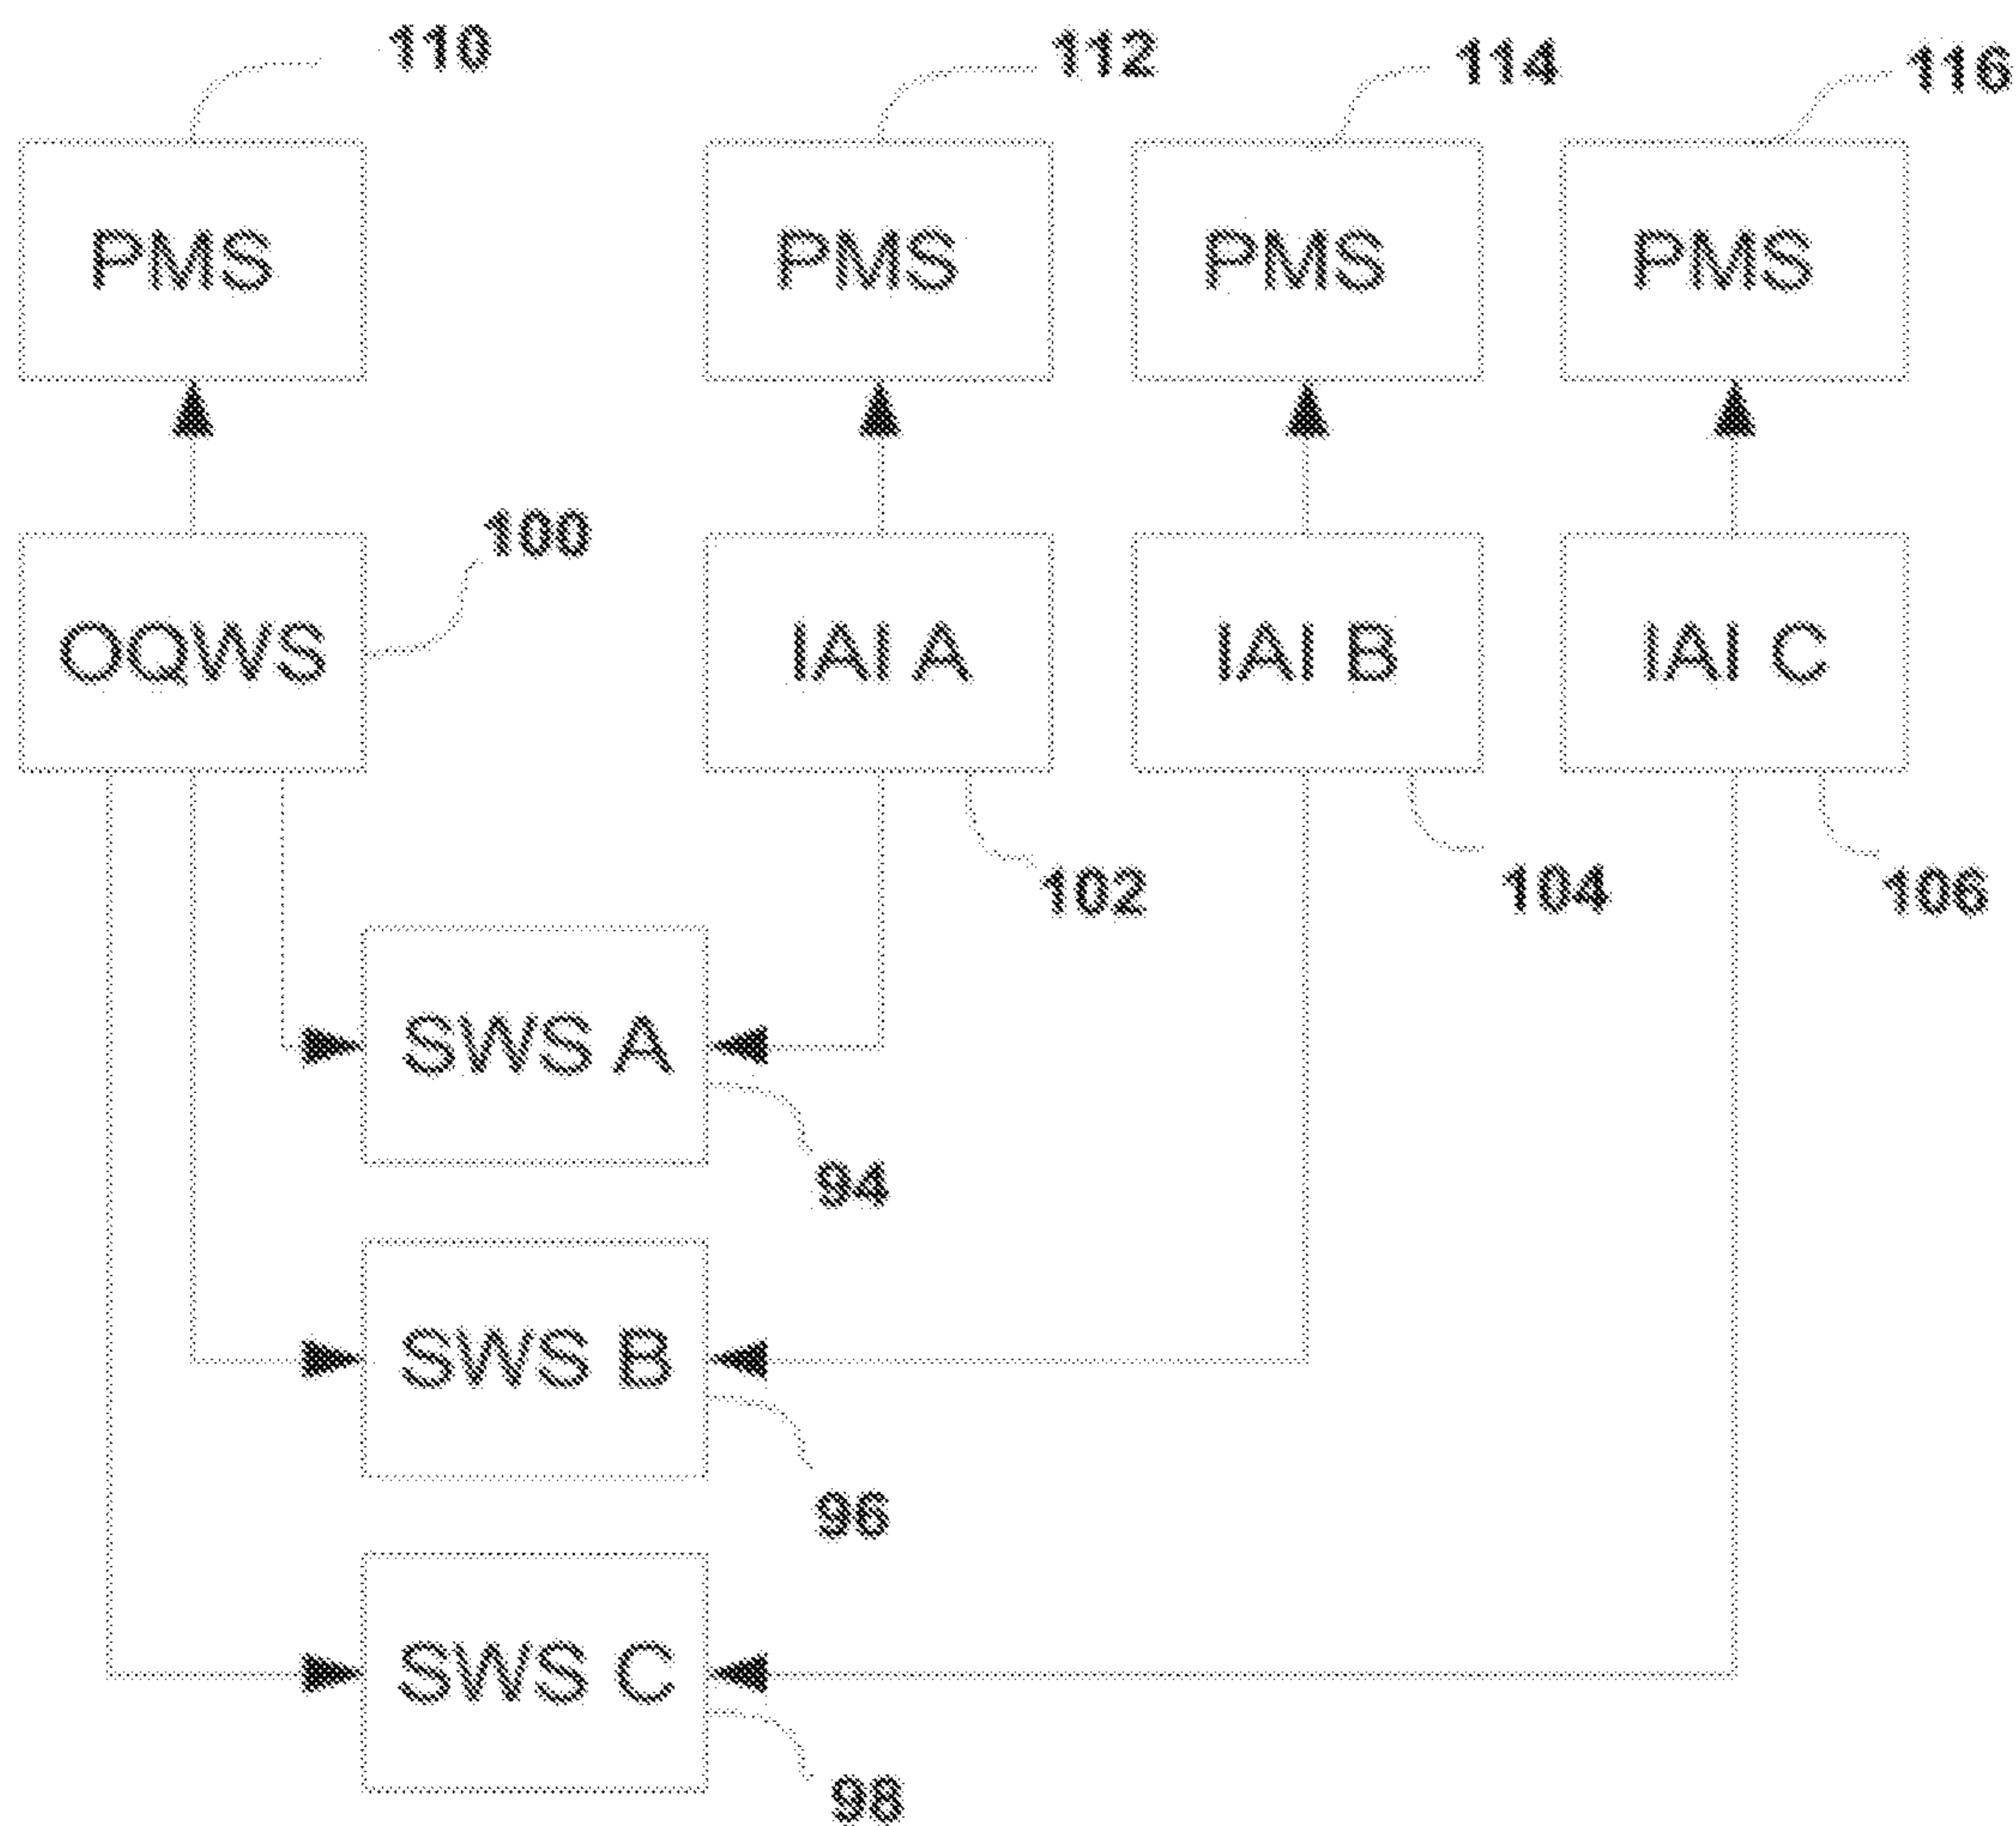 110
112
114
116
PMS
PMS
PMS
PMS
100
OQWS
IAI A
IAI B
IAI C
102
104
106
SWS A
94
SWS B
96
SWS C
98